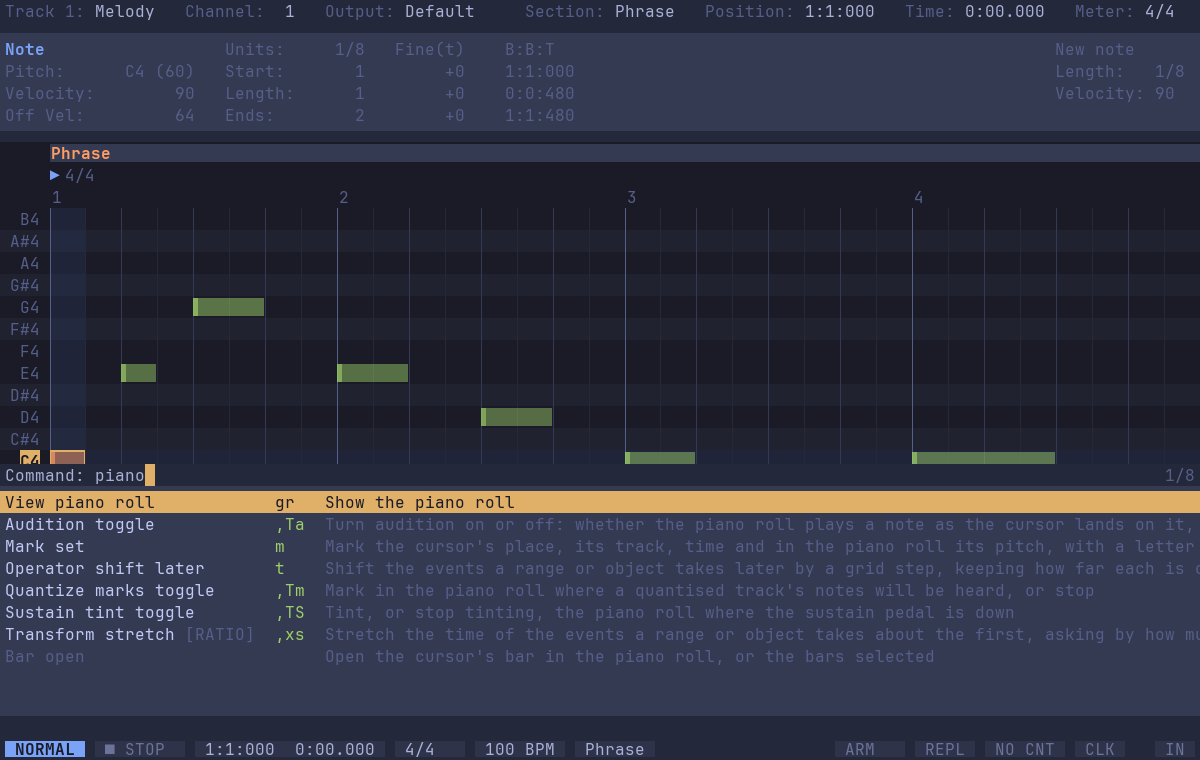 Track 1: Melody Channel: 1 Output: Default Section: Phrase Position: 1:1:000 Time: 0:00.000 Meter: 4/4
Note Units: 1/8 Fine(t) B:B:T New note
Pitch: C4 (60) Start: 1 +0 1:1:000 Length: 1/8
Velocity: 90 Length: 1 +0 0:0:480 Velocity: 90
Off Vel: 64 Ends: 2 +0 1:1:480
Phrase
▶ 4/4
1 2 3 4
B4
A#4
A4
G#4
G4
F#4
F4
E4
D#4
D4
C#4
C4
Command: piano 1/8
View piano roll gr Show the piano roll
Audition toggle ,Ta Turn audition on or off: whether the piano roll plays a note as the cursor lands on it,
Mark set m Mark the cursor's place, its track, time and in the piano roll its pitch, with a letter
Operator shift later t Shift the events a range or object takes later by a grid step, keeping how far each is
Quantize marks toggle ,Tm Mark in the piano roll where a quantised track's notes will be heard, or stop
Sustain tint toggle ,TS Tint, or stop tinting, the piano roll where the sustain pedal is down
Transform stretch [RATIO] ,xs Stretch the time of the events a range or object takes about the first, asking by how
Bar open Open the cursor's bar in the piano roll, or the bars selected
NORMAL ■ STOP 1:1:000 0:00.000 4/4 100 BPM Phrase ARM REPL NO CNT CLK IN